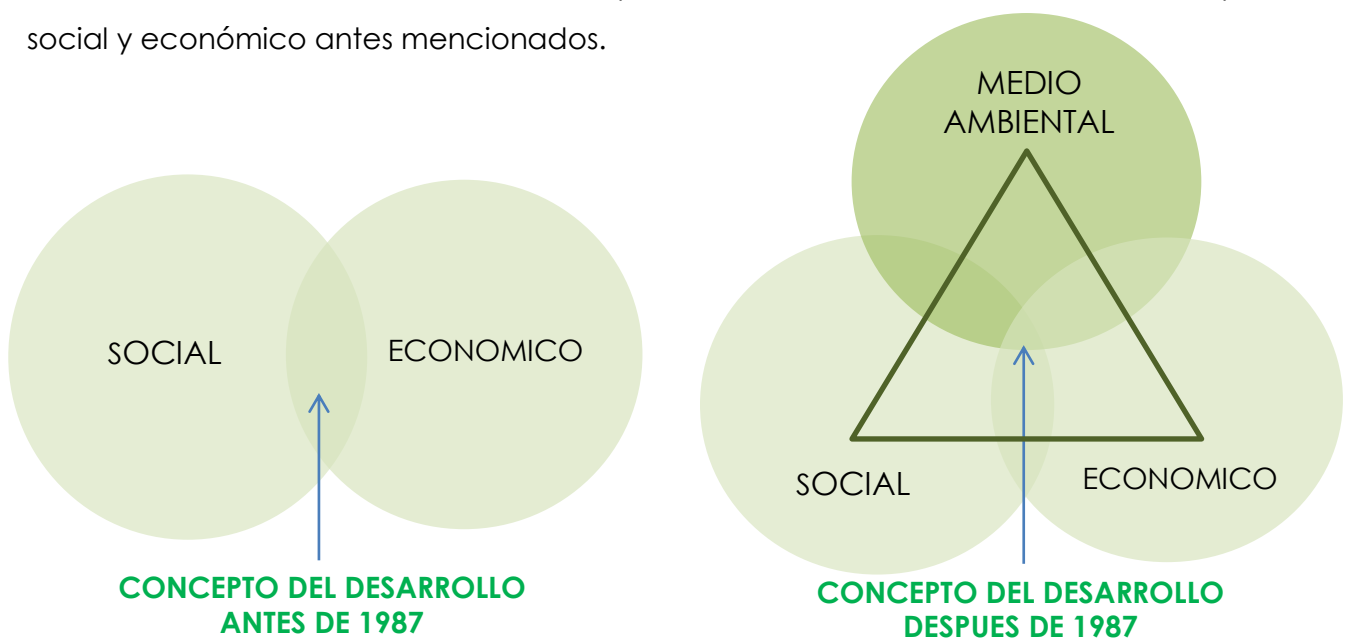 social y económico antes mencionados.
MEDIO
AMBIENTAL
SOCIAL
ECONOMICO
SOCIAL
ECONOMICO
CONCEPTO DEL DESARROLLO
ANTES DE 1987
CONCEPTO DEL DESARROLLO
DESPUES DE 1987